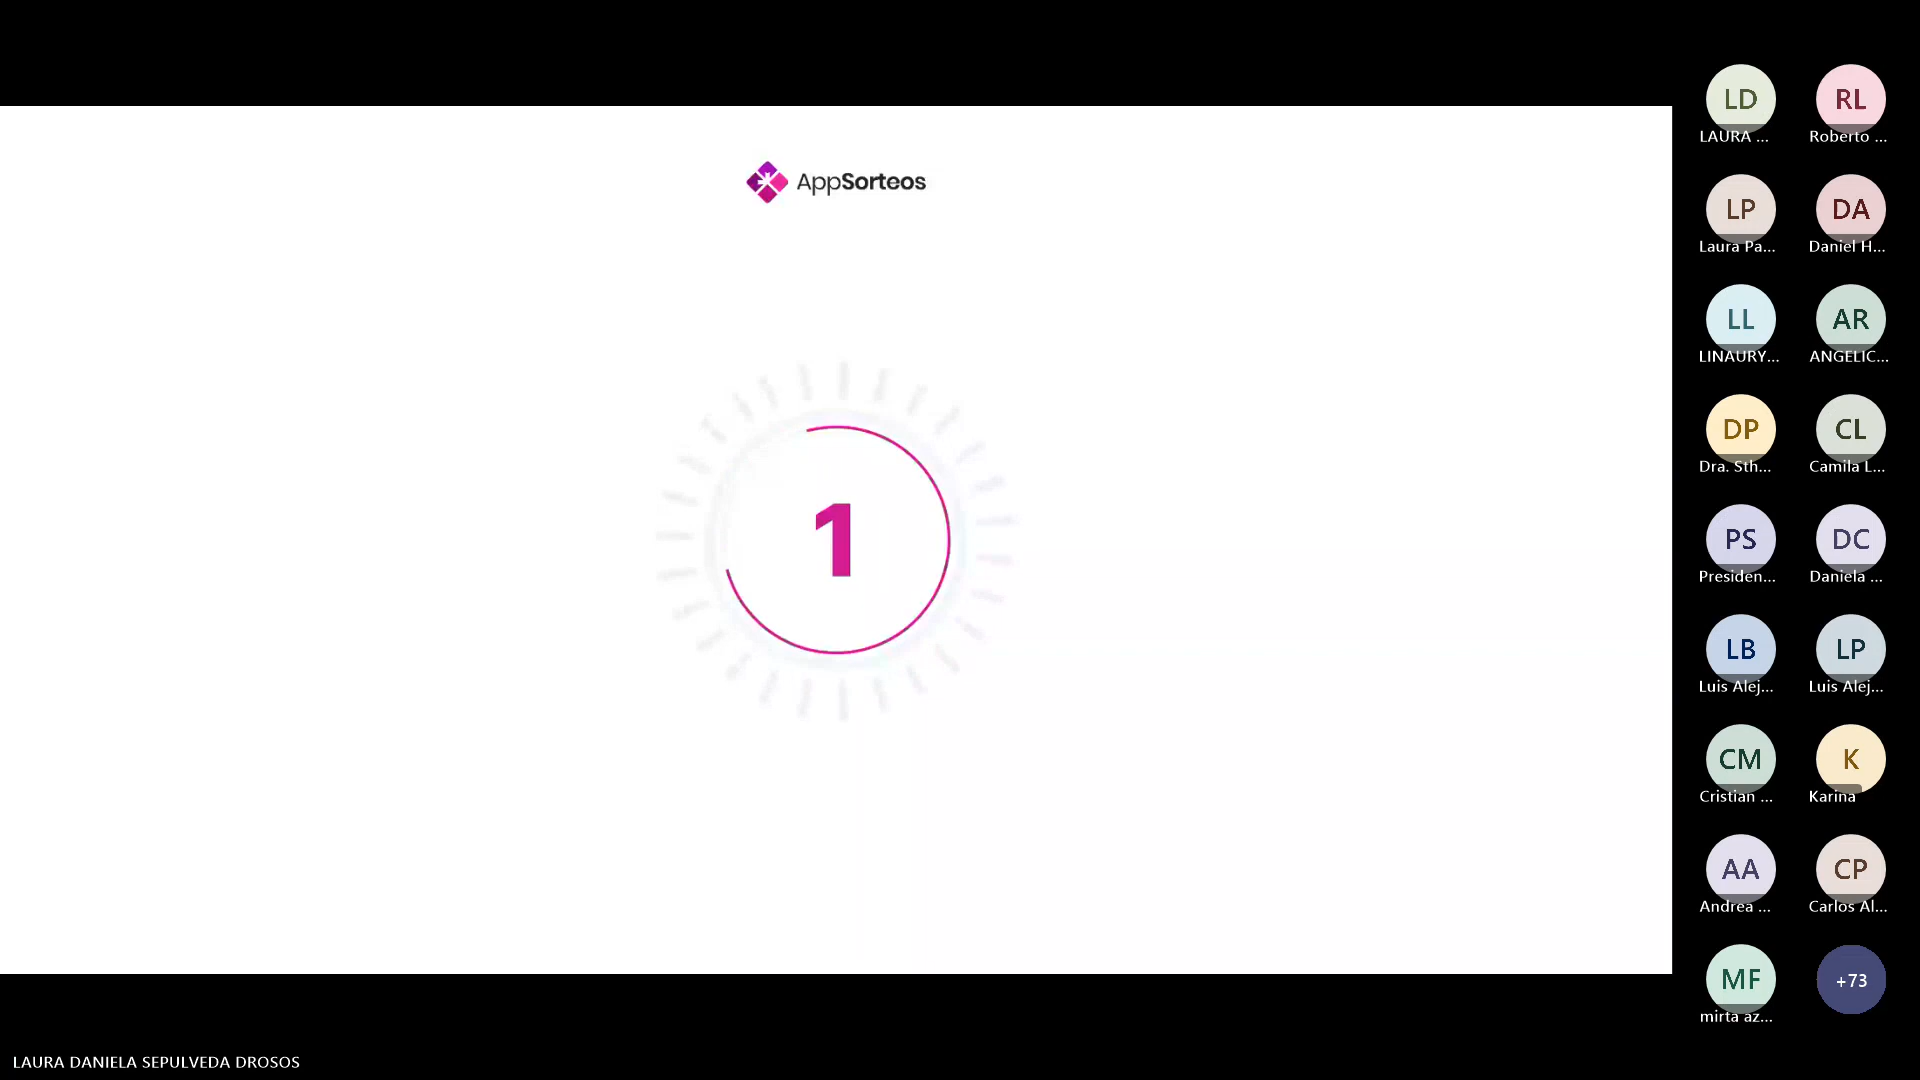 AppSorteos
1
LD
LAURA ...
RL
Roberto ...
LP
Laura Pa...
DA
Daniel H...
LL
LINAURY...
AR
ANGELIC...
DP
Dra. Sth...
CL
Camila L...
PS
Presiden...
DC
Daniela ...
LB
Luis Alej...
LP
Luis Alej...
CM
Cristian ...
K
Karina
AA
Andrea ...
CP
Carlos Al...
MF
mirta az...
+73
LAURA DANIELA SEPULVEDA DROSOS